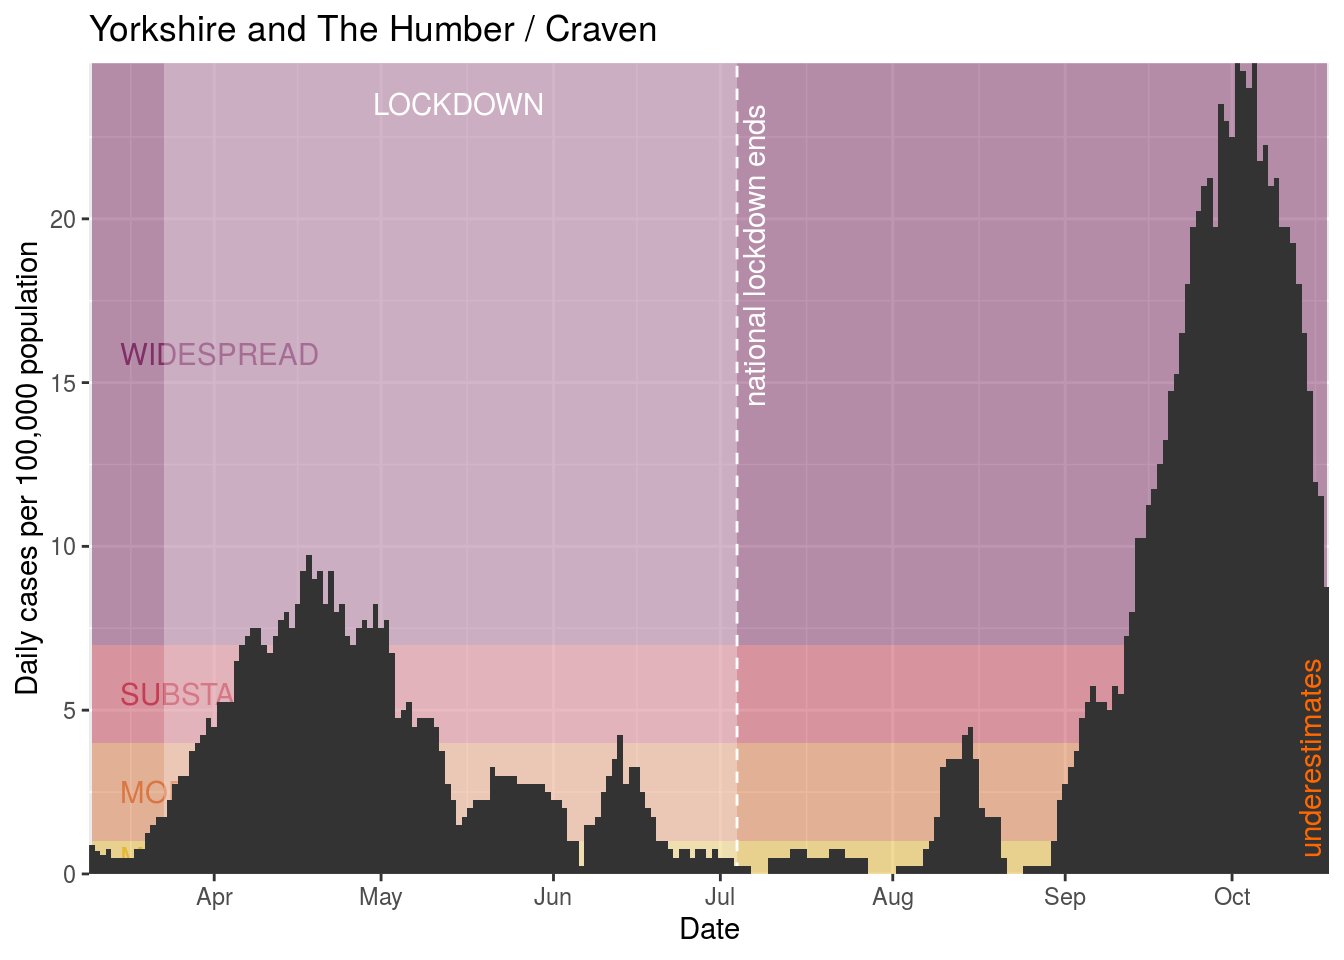 Yorkshire and The Humber / Craven
LOCKDOWN
national lockdown ends
WIDESPREAD
SUBSTA
MO
underestimates
Daily cases per 100,000 population
20
15
10
5
0
Apr
May
Jun
Jul
Aug
Sep
Oct
Date